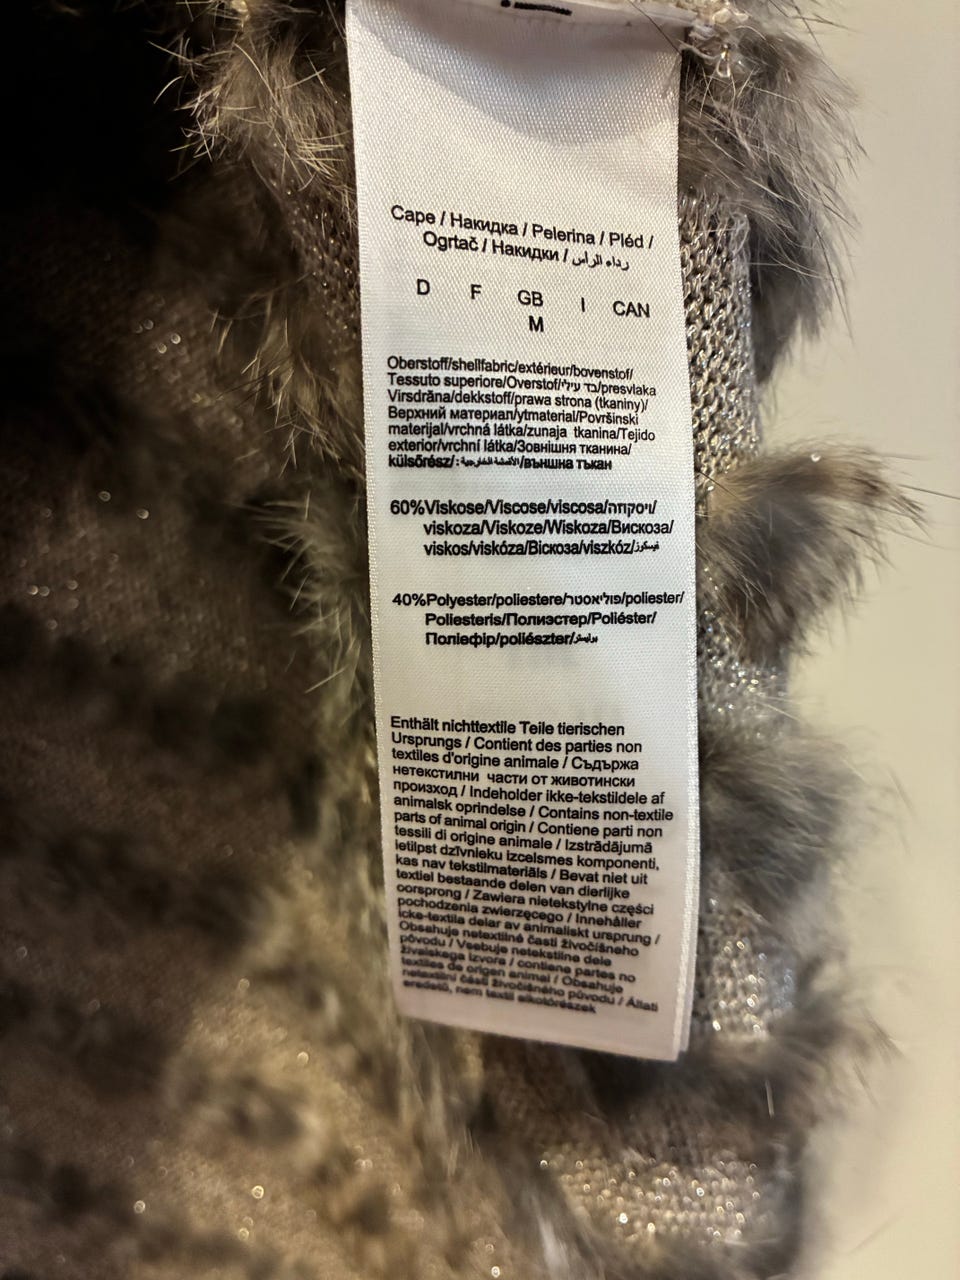 Cape / Накидка / Pelerina / Pléd /
Ogrtač / Накидки / رداء الرأس
D F GB I CAN
M
Oberstoff/shellfabric/extérieur/bovenstof/
Tessuto superiore/Overstof/בד עילי/presvlaka
Virsdrāna/dekkstoff/prawa strona (tkaniny)/
Верхний материал/ytmaterial/Površinski
materijal/vrchná látka/zunaja tkanina/Tejido
exterior/vrchní látka/Зовнішня тканина/
külsőrész/: الأقمشة الخارجية/външна тъкан
60%Viskose/Viscose/viscosa/ויסקוזה/
viskoza/Viskoze/Wiskoza/Вискоза/
viskos/viskóza/Віскоза/viszkóz/فيسكوز
40%Polyester/poliestere/פוליאסטר/poliester/
Poliesteris/Полиэстер/Poliéster/
Поліефір/poliészter/
Enthält nichttextile Teile tierischen
Ursprungs / Contient des parties non
textiles d'origine animale / Съдържа
нетекстилни части от животински
произход / Indeholder ikke-tekstildele af
animalsk oprindelse / Contains non-textile
parts of animal origin / Contiene parti non
tessili di origine animale / Izstrādājumā
ietilpst dzīvnieku izcelsmes komponenti,
kas nav tekstilmateriāls / Bevat niet uit
textiel bestaande delen van dierlijke
oorsprong / Zawiera nietekstylne części
pochodzenia zwierzęcego / Innehåller
icke-textila delar av animaliskt ursprung /
Obsahuje netextilné časti živočíšneho
pôvodu / Vsebuje netekstilne dele
živalskega izvora / contiene partes no
textiles de origen animal / Obsahuje
netextilní části živočišného původu / Állati
eredetű, nem textil alkotórészek